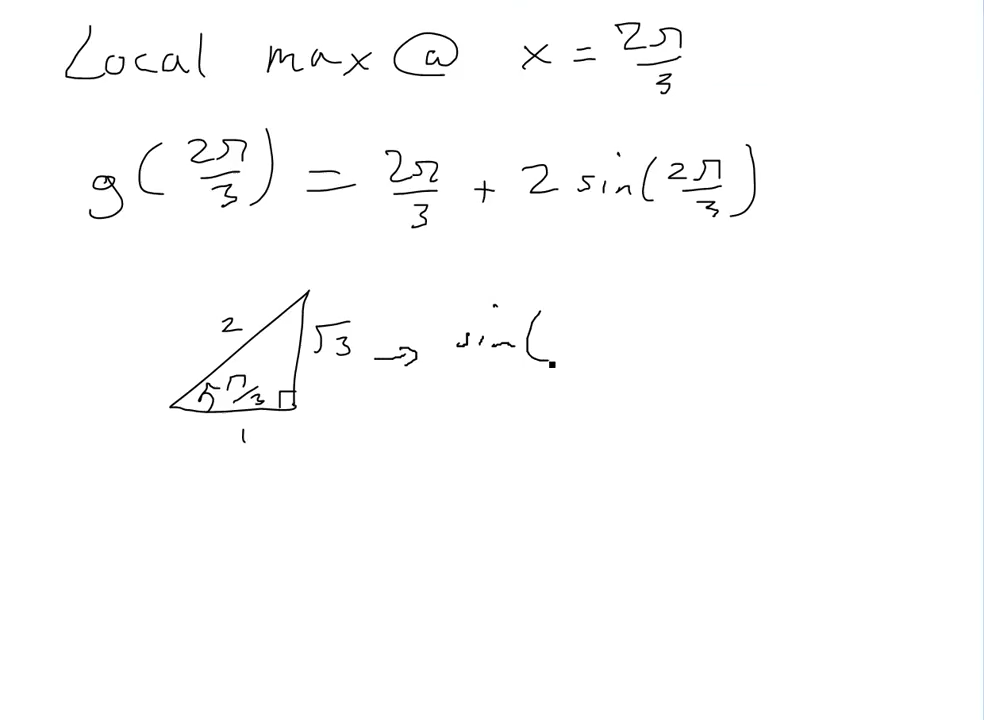 Local max @ x = 2π/3
g(2π/3) = 2π/3 + 2 sin(2π/3)
2 √3 → sin(
π/3
1